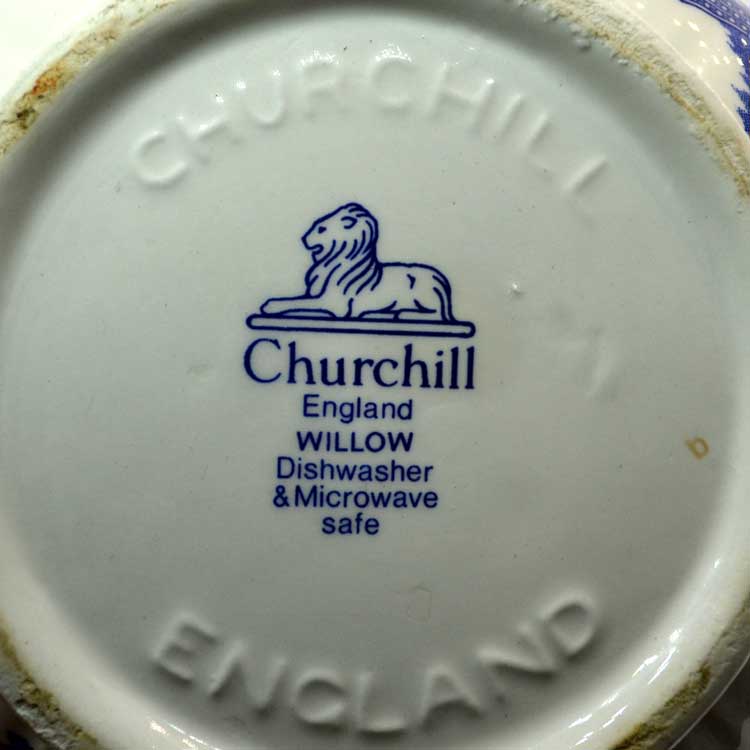 CHURCHILL
Churchill
England
WILLOW
Dishwasher
& Microwave
safe
b
ENGLAND